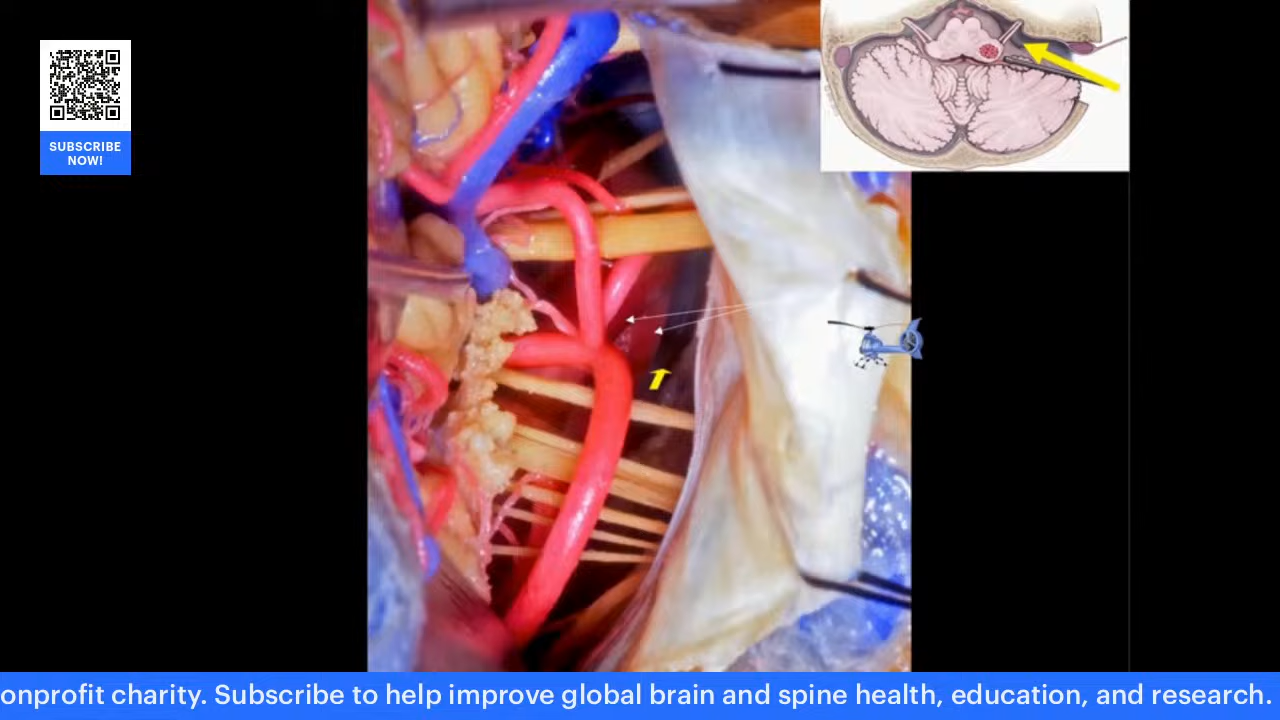 SUBSCRIBE
NOW!
onprofit charity. Subscribe to help improve global brain and spine health, education, and research.